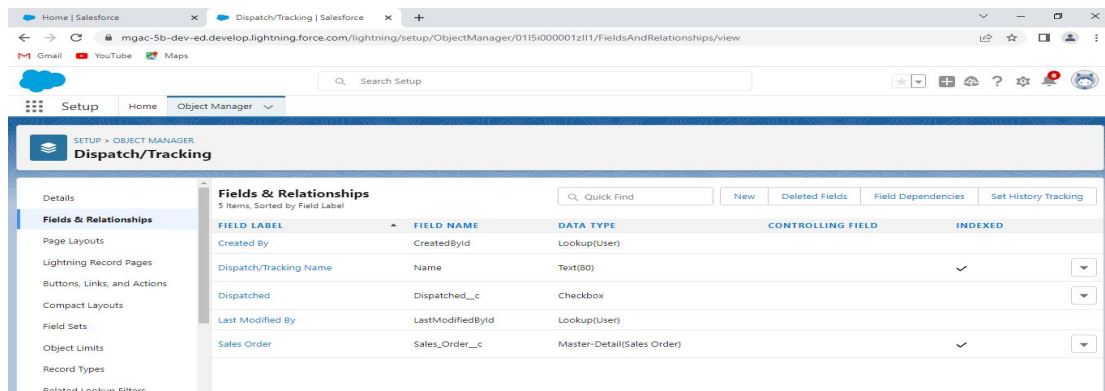 Home | Salesforce
Dispatch/Tracking | Salesforce
mgac-5b-dev-ed.develop.lightning.force.com/lightning/setup/ObjectManager/01I5i000001zIl1/FieldsAndRelationships/view
Gmail YouTube Maps
Search Setup
8
Setup Home Object Manager
SETUP > OBJECT MANAGER
Dispatch/Tracking
Details
Fields & Relationships
Page Layouts
Lightning Record Pages
Buttons, Links, and Actions
Compact Layouts
Field Sets
Object Limits
Record Types
Related Lookup Filters
Fields & Relationships
5 Items, Sorted by Field Label
Quick Find
New Deleted Fields Field Dependencies Set History Tracking
FIELD LABEL FIELD NAME DATA TYPE CONTROLLING FIELD INDEXED
Created By CreatedById Lookup(User)
Dispatch/Tracking Name Name Text(80)
Dispatched Dispatched__c Checkbox
Last Modified By LastModifiedById Lookup(User)
Sales Order Sales_Order__c Master-Detail(Sales Order)